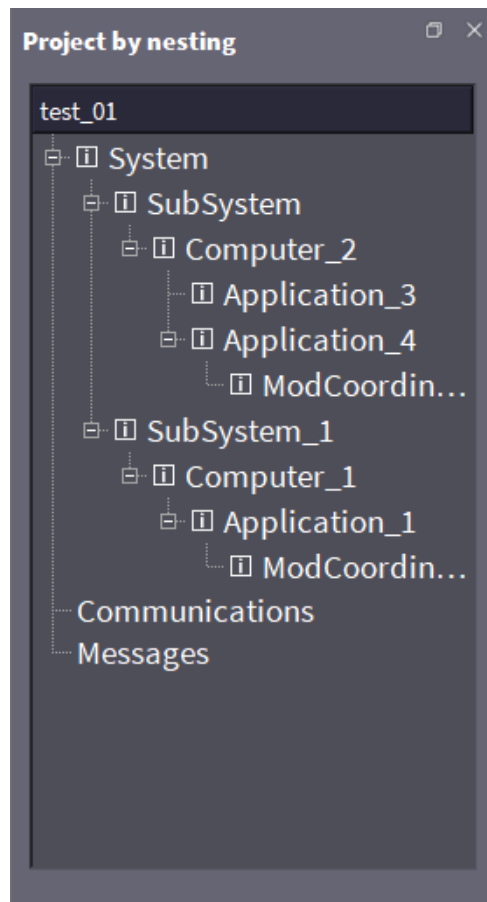 Project by nesting
test_01
System
SubSystem
Computer_2
Application_3
Application_4
ModCoordin...
SubSystem_1
Computer_1
Application_1
ModCoordin...
Communications
Messages